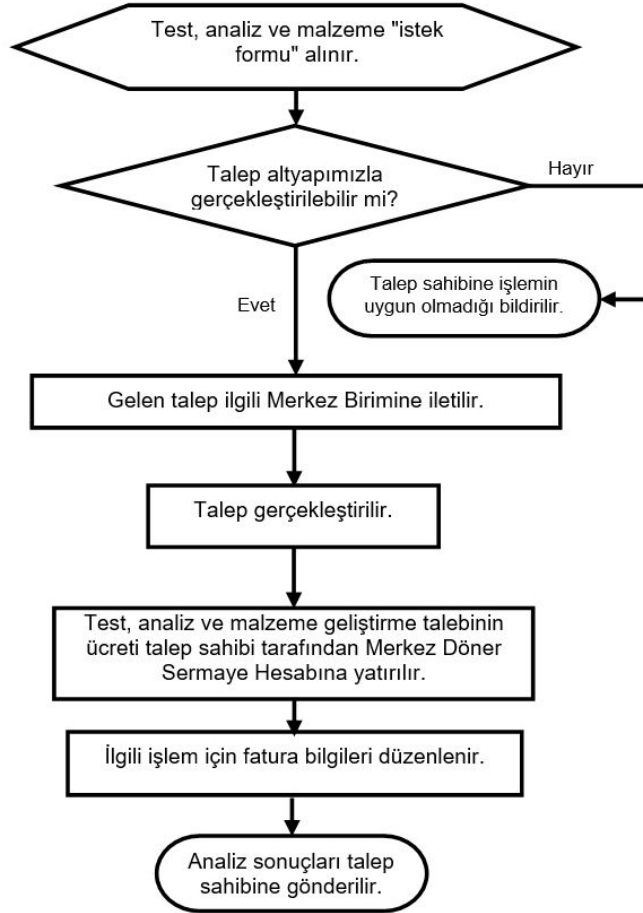 Test, analiz ve malzeme "istek
formu" alınır.
Talep altyapımızla
gerçekleştirilebilir mi?
Hayır
Talep sahibine işlemin
uygun olmadığı bildirilir.
Evet
Gelen talep ilgili Merkez Birimine iletilir.
Talep gerçekleştirilir.
Test, analiz ve malzeme geliştirme talebinin
ücreti talep sahibi tarafından Merkez Döner
Sermaye Hesabına yatırılır.
İlgili işlem için fatura bilgileri düzenlenir.
Analiz sonuçları talep
sahibine gönderilir.